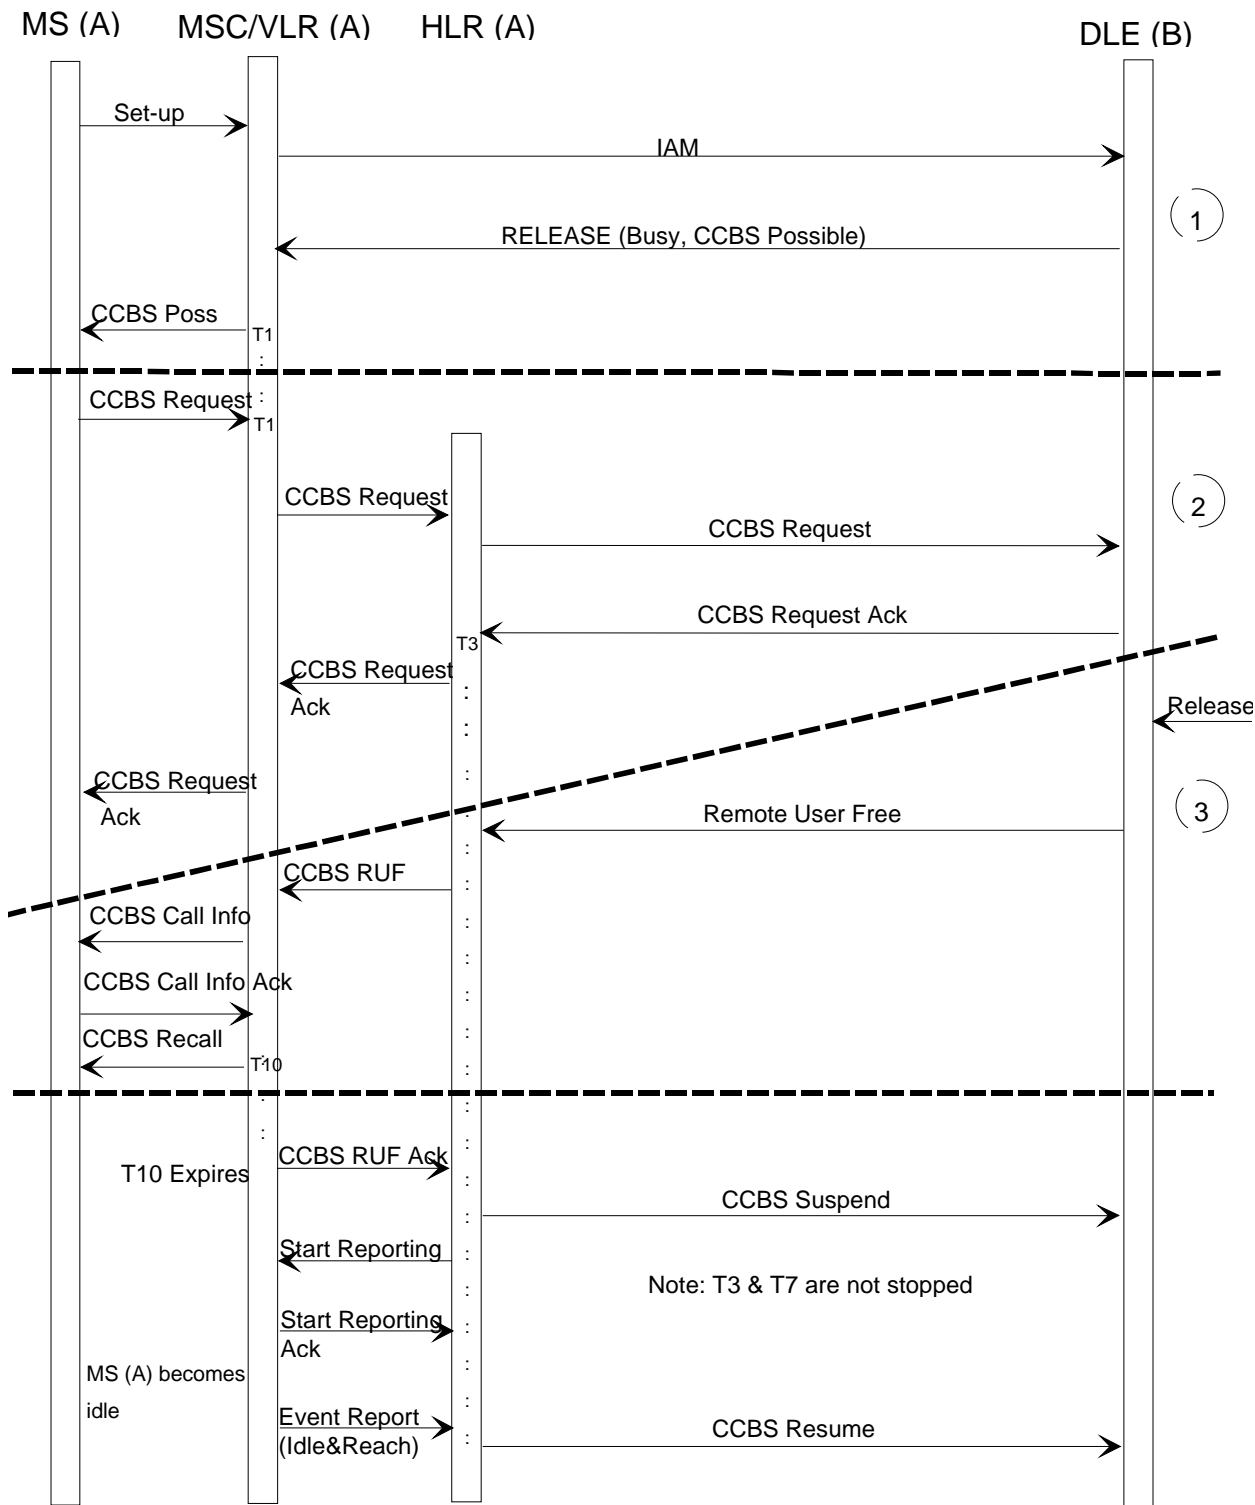 MS (A) MSC/VLR (A) HLR (A) DLE (B)
Set-up
IAM
1
RELEASE (Busy, CCBS Possible)
CCBS Poss
T1
CCBS Request
T1
CCBS Request
2
CCBS Request
CCBS Request Ack
T3
CCBS Request
Ack
Release
CCBS Request
Ack
3
Remote User Free
CCBS RUF
CCBS Call Info
CCBS Call Info Ack
CCBS Recall
T10
CCBS RUF Ack
T10 Expires
CCBS Suspend
Start Reporting
Note: T3 & T7 are not stopped
Start Reporting
Ack
MS (A) becomes
idle
Event Report
(Idle&Reach)
CCBS Resume